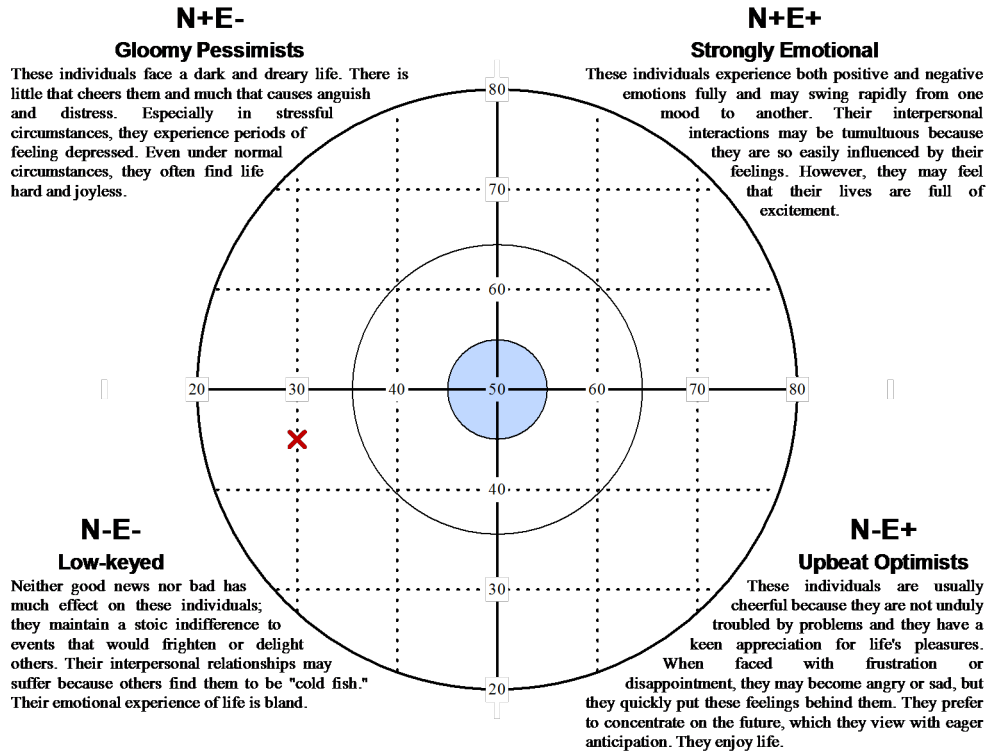 N+E-
Gloomy Pessimists
These individuals face a dark and dreary life. There is
little that cheers them and much that causes anguish
and distress. Especially in stressful
circumstances, they experience periods of
feeling depressed. Even under normal
circumstances, they often find life
hard and joyless.
N+E+
Strongly Emotional
These individuals experience both positive and negative
emotions fully and may swing rapidly from one
mood to another. Their interpersonal
interactions may be tumultuous because
they are so easily influenced by their
feelings. However, they may feel
that their lives are full of
excitement.
80
70
60
20 30 40 50 60 70 80
40
30
20
N-E-
Low-keyed
Neither good news nor bad has
much effect on these individuals;
they maintain a stoic indifference to
events that would frighten or delight
others. Their interpersonal relationships may
suffer because others find them to be "cold fish."
Their emotional experience of life is bland.
N-E+
Upbeat Optimists
These individuals are usually
cheerful because they are not unduly
troubled by problems and they have a
keen appreciation for life's pleasures.
When faced with frustration or
disappointment, they may become angry or sad, but
they quickly put these feelings behind them. They prefer
to concentrate on the future, which they view with eager
anticipation. They enjoy life.